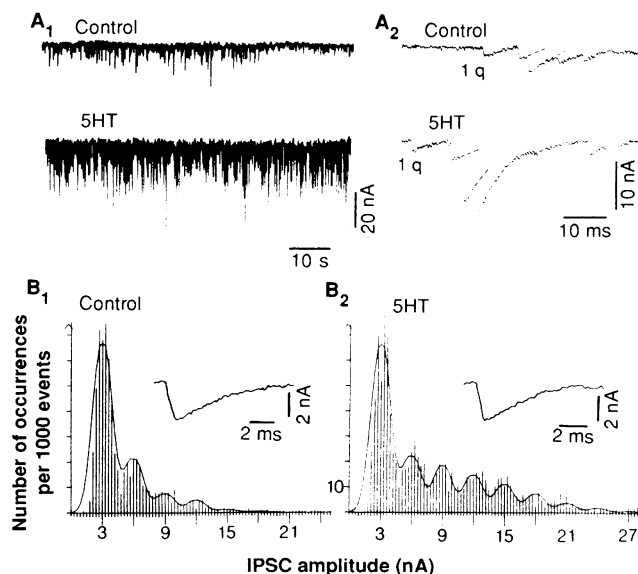 A1
Control
A2
Control
1 q
5HT
5HT
1 q
20 nA
10 nA
10 s
10 ms
B1
Control
B2
5HT
Number of occurrences
per 1000 events
2 ms
2 nA
2 ms
2 nA
10
3 9 15 21
3 9 15 21 27
IPSC amplitude (nA)